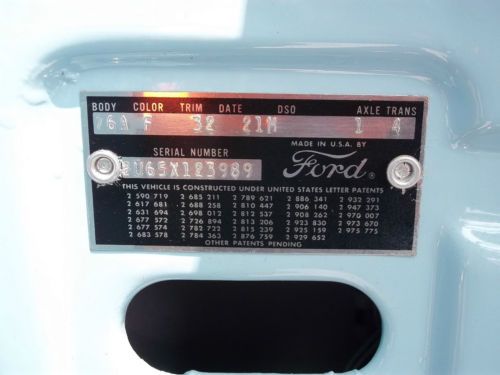 BODY COLOR TRIM DATE DSO AXLE TRANS
76A F 32 21M 1 4
SERIAL NUMBER
2U65X123989
MADE IN U.S.A. BY
Ford®
THIS VEHICLE IS CONSTRUCTED UNDER UNITED STATES LETTER PATENTS
2 590 719 2 685 211 2 789 621 2 886 341 2 932 291
2 617 681 2 688 258 2 810 447 2 906 140 2 947 373
2 631 694 2 698 012 2 812 537 2 908 262 2 970 007
2 677 572 2 726 894 2 813 209 2 923 830 2 973 670
2 677 574 2 782 722 2 815 239 2 925 159 2 975 775
2 683 578 2 784 363 2 876 759 2 929 652
OTHER PATENTS PENDING